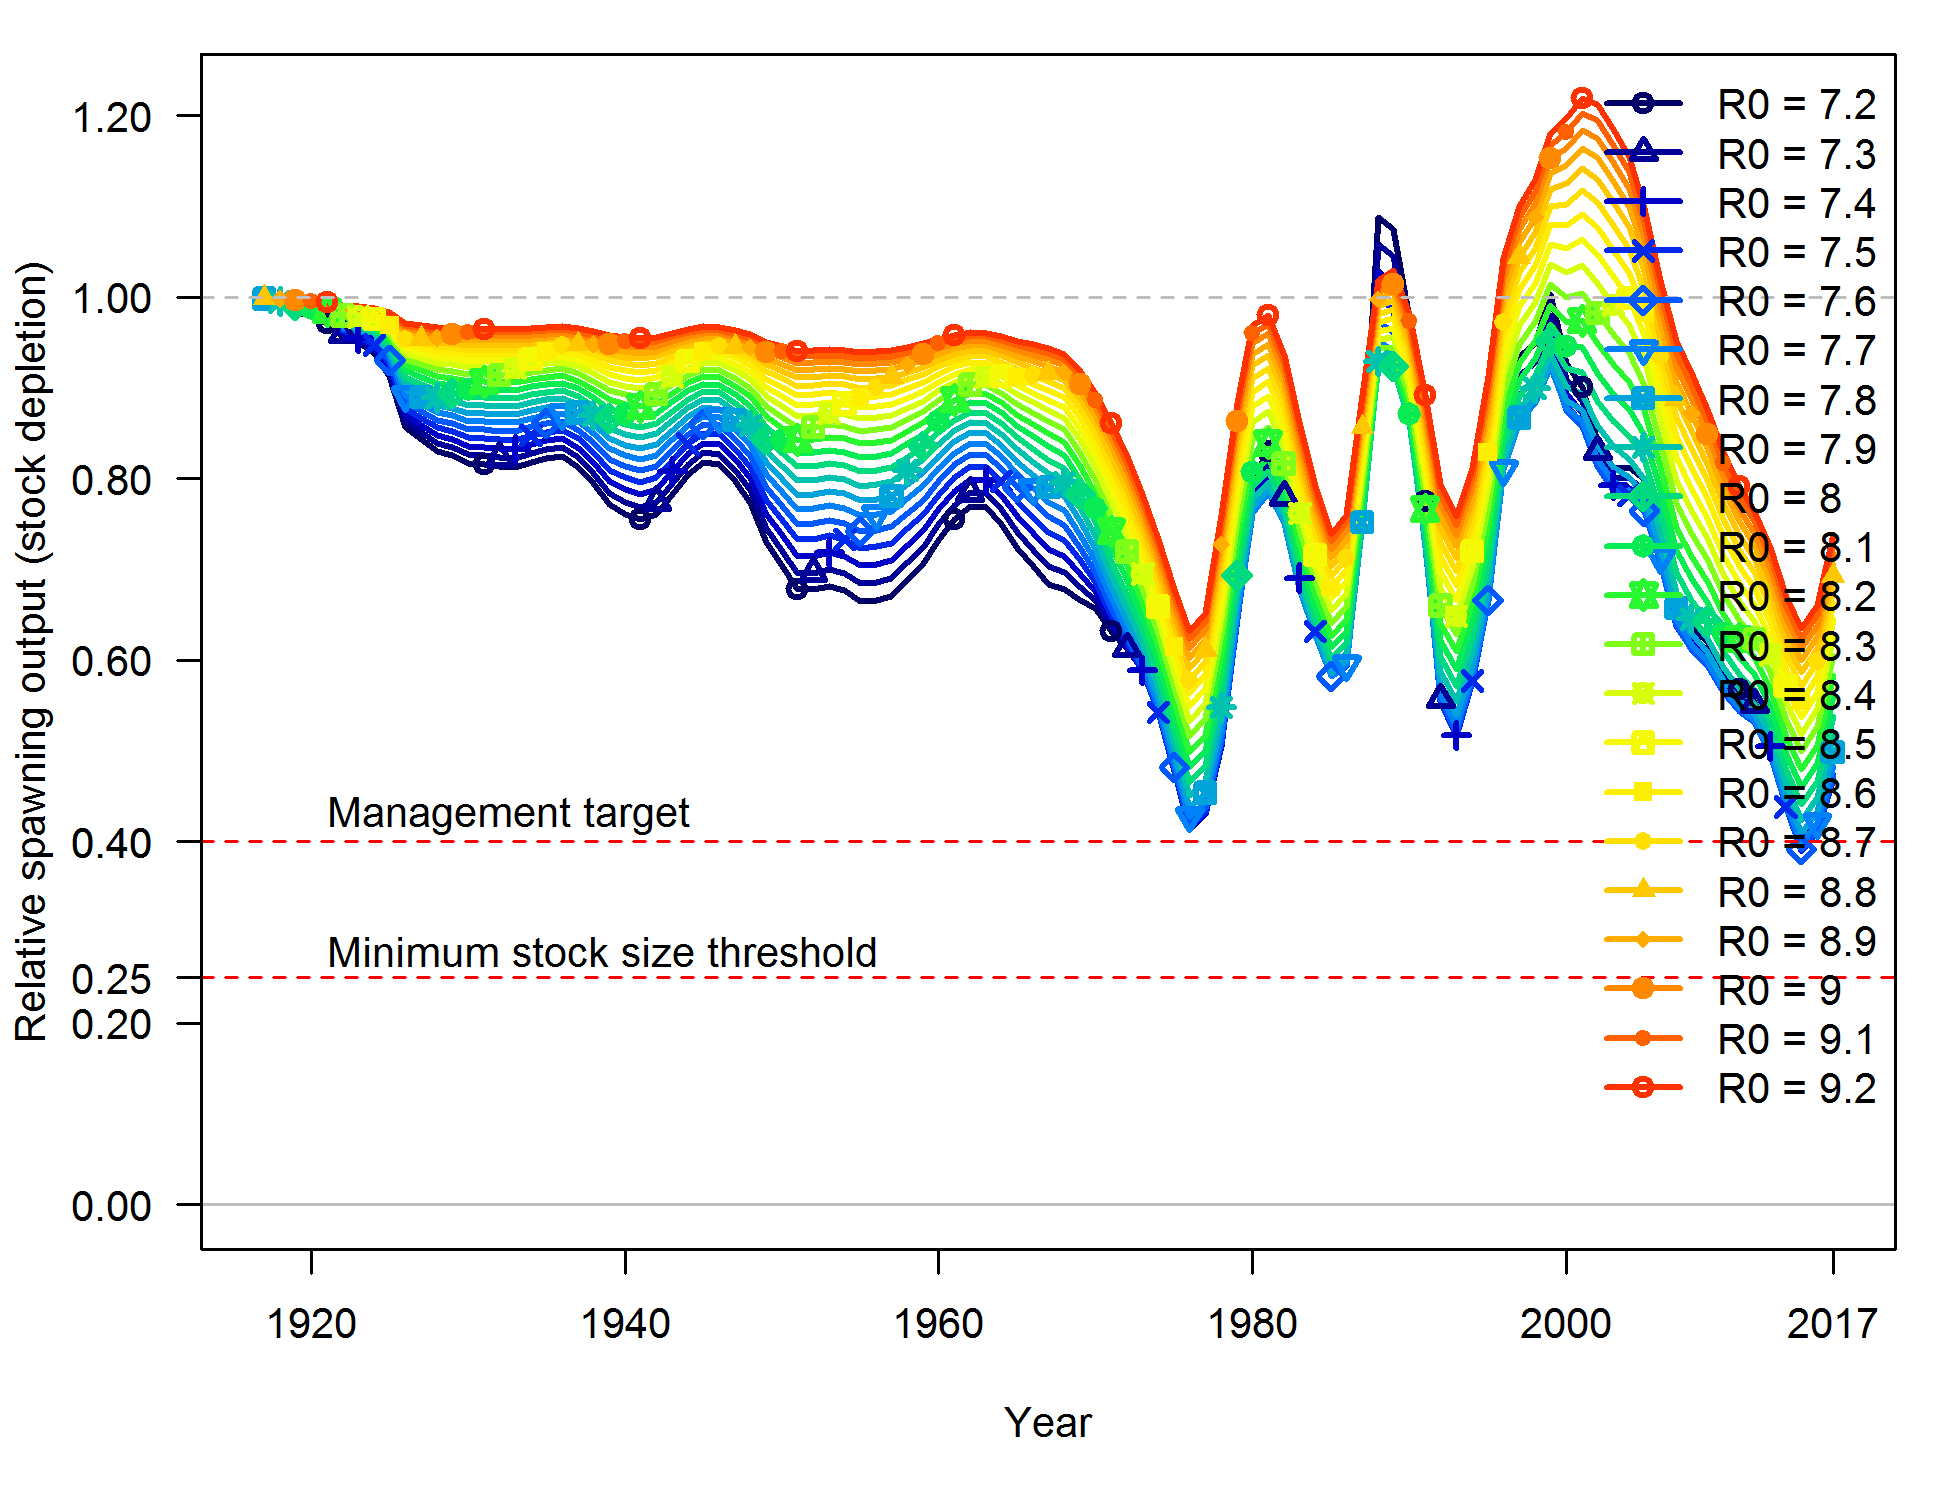 Relative spawning output (stock depletion)
1.20
1.00
0.80
0.60
0.40
0.25
0.20
0.00
Management target
Minimum stock size threshold
R0 = 7.2
R0 = 7.3
R0 = 7.4
R0 = 7.5
R0 = 7.6
R0 = 7.7
R0 = 7.8
R0 = 7.9
R0 = 8
R0 = 8.1
R0 = 8.2
R0 = 8.3
R0 = 8.4
R0 = 8.5
R0 = 8.6
R0 = 8.7
R0 = 8.8
R0 = 8.9
R0 = 9
R0 = 9.1
R0 = 9.2
1920 1940 1960 1980 2000 2017
Year